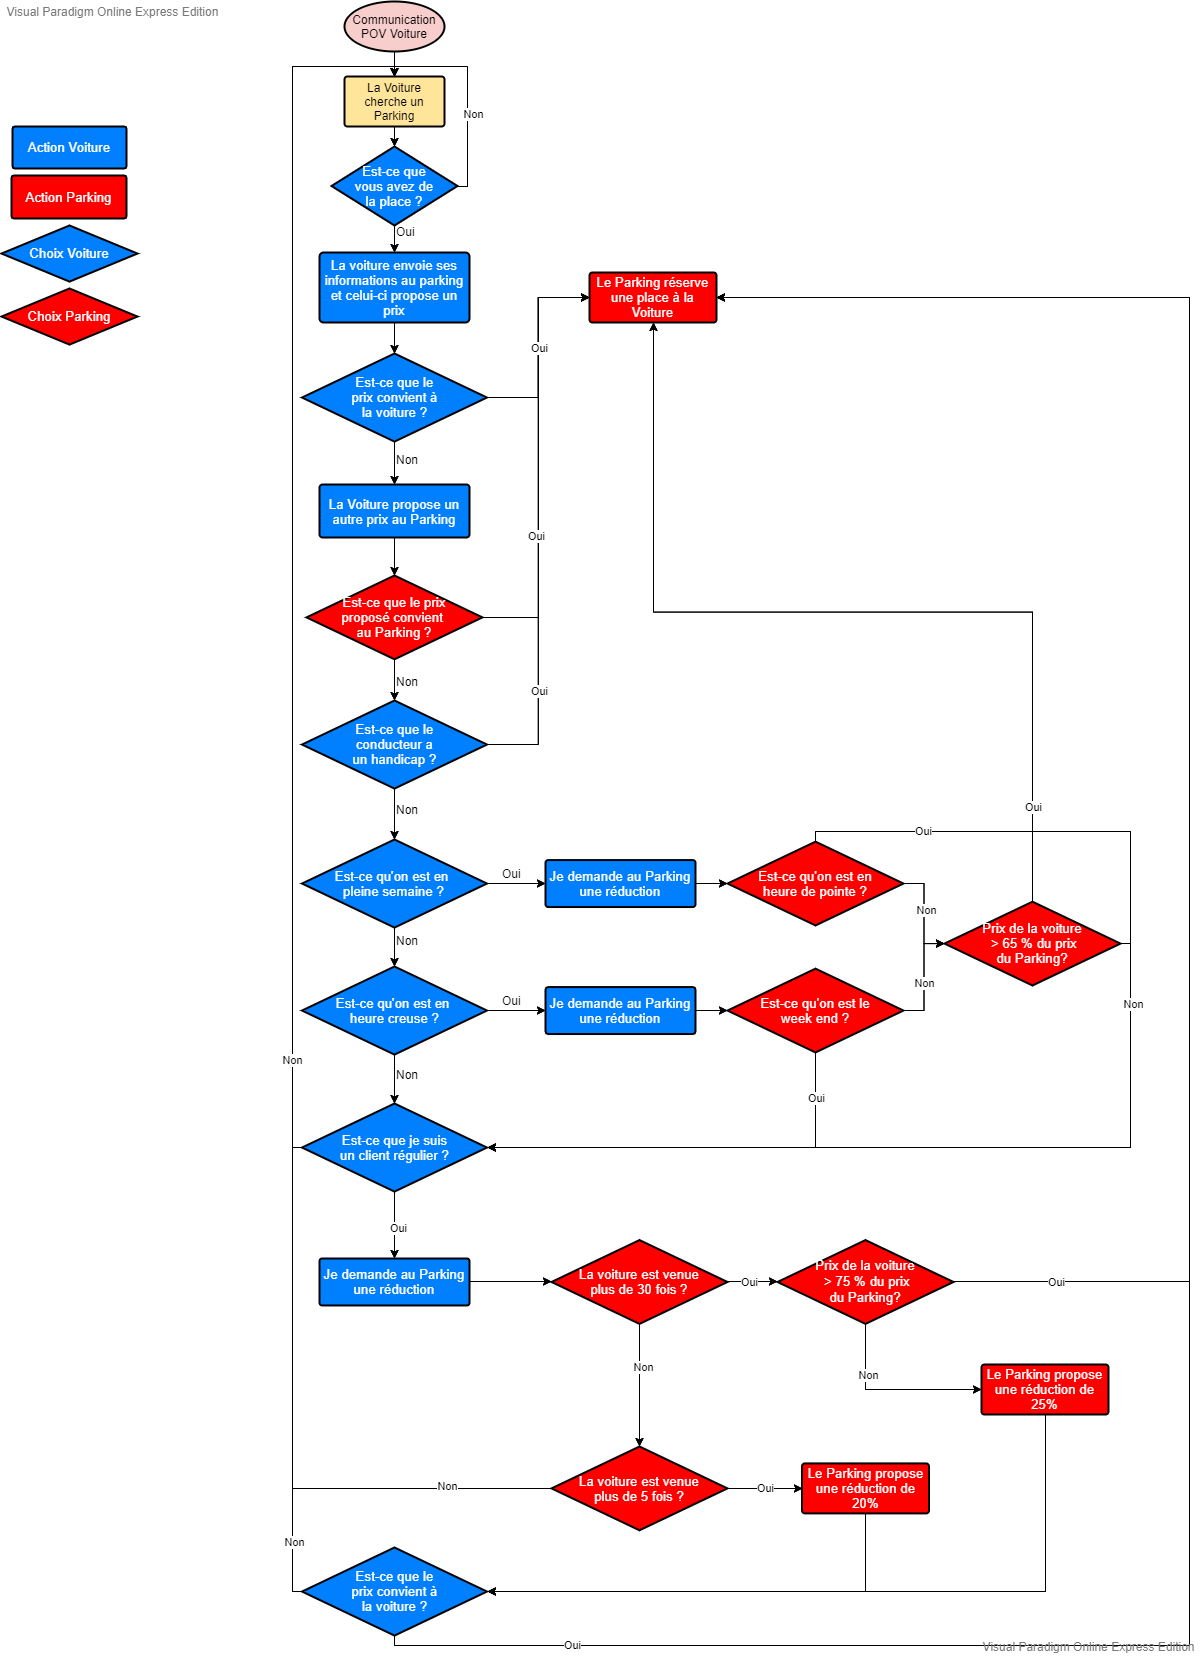 Visual Paradigm Online Express Edition
Communication
POV Voiture
La Voiture
cherche un
Parking
Non
Action Voiture
Action Parking
Choix Voiture
Choix Parking
Est-ce que
vous avez de
la place ?
Oui
La voiture envoie ses
informations au parking
et celui-ci propose un
prix
Le Parking réserve
une place à la
Voiture
Oui
Est-ce que le
prix convient à
la voiture ?
Non
La Voiture propose un
autre prix au Parking
Oui
Est-ce que le prix
proposé convient
au Parking ?
Non
Oui
Est-ce que le
conducteur a
un handicap ?
Non
Oui
Oui
Est-ce qu'on est en
pleine semaine ?
Oui
Je demande au Parking
une réduction
Est-ce qu'on est en
heure de pointe ?
Non
Non
Prix de la voiture
> 65 % du prix
du Parking?
Non
Est-ce qu'on est en
heure creuse ?
Oui
Je demande au Parking
une réduction
Est-ce qu'on est le
week end ?
Non
Non
Non
Oui
Est-ce que je suis
un client régulier ?
Oui
Je demande au Parking
une réduction
La voiture est venue
plus de 30 fois ?
Oui
Prix de la voiture
> 75 % du prix
du Parking?
Oui
Non
Non
Le Parking propose
une réduction de
25%
Non
La voiture est venue
plus de 5 fois ?
Oui
Le Parking propose
une réduction de
20%
Non
Est-ce que le
prix convient à
la voiture ?
Oui
Visual Paradigm Online Express Edition